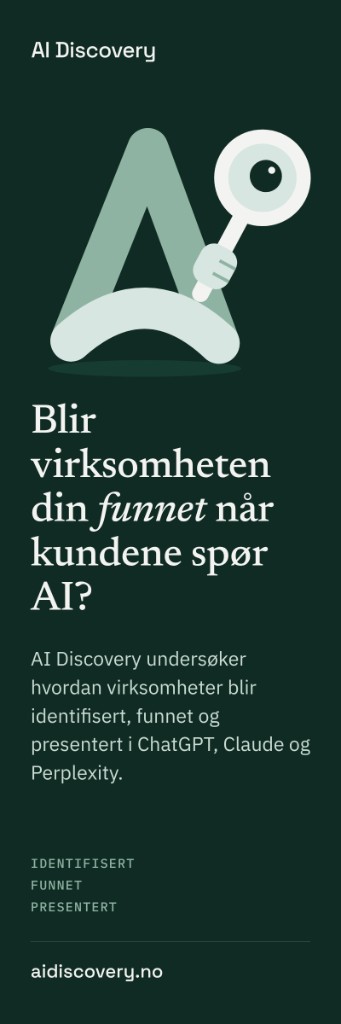 AI Discovery
Blir
virksomheten
din funnet når
kundene spør
AI?
AI Discovery undersøker
hvordan virksomheter blir
identifisert, funnet og
presentert i ChatGPT, Claude og
Perplexity.
IDENTIFISERT
FUNNET
PRESENTERT
aidiscovery.no